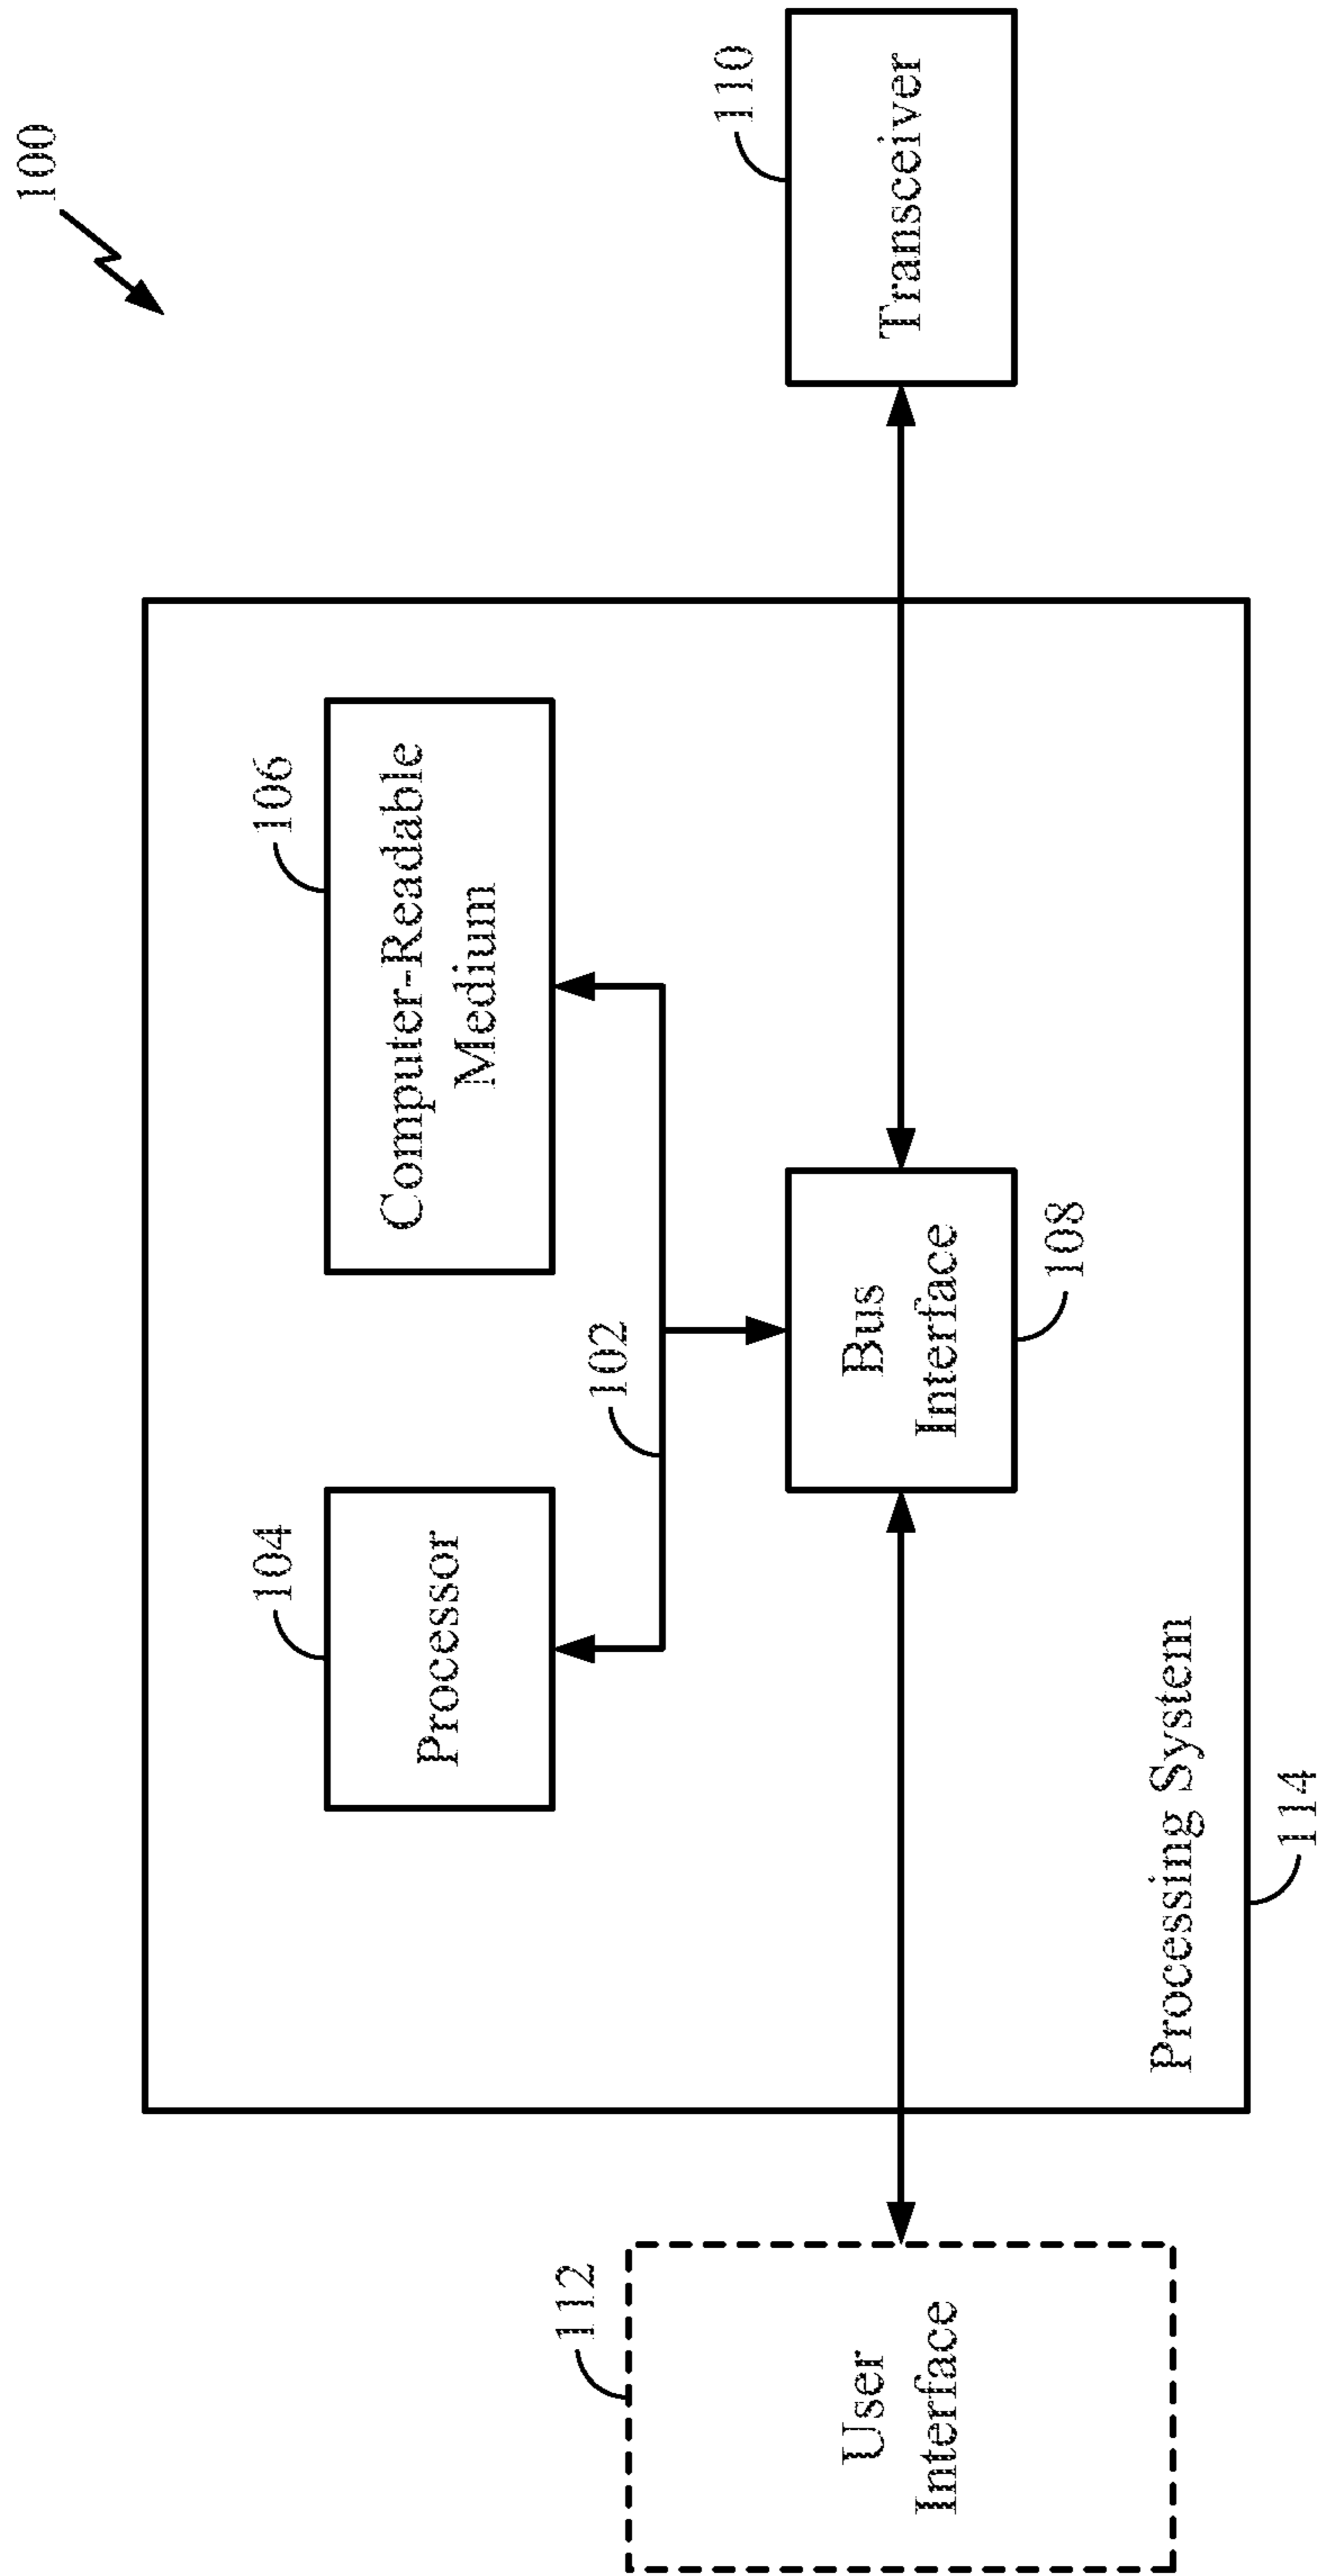 100
104
Processor
106
Computer-Readable
Medium
102
112
User
Interface
Bus
Interface
108
110
Transceiver
Processing System
114